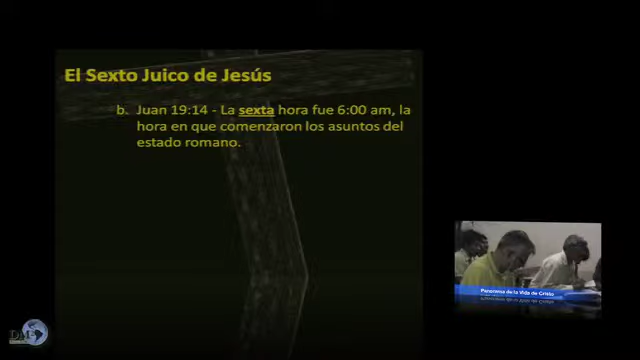 El Sexto Juico de Jesús
b. Juan 19:14 - La sexta hora fue 6:00 am, la
hora en que comenzaron los asuntos del
estado romano.
Panorama de la Vida de Cristo